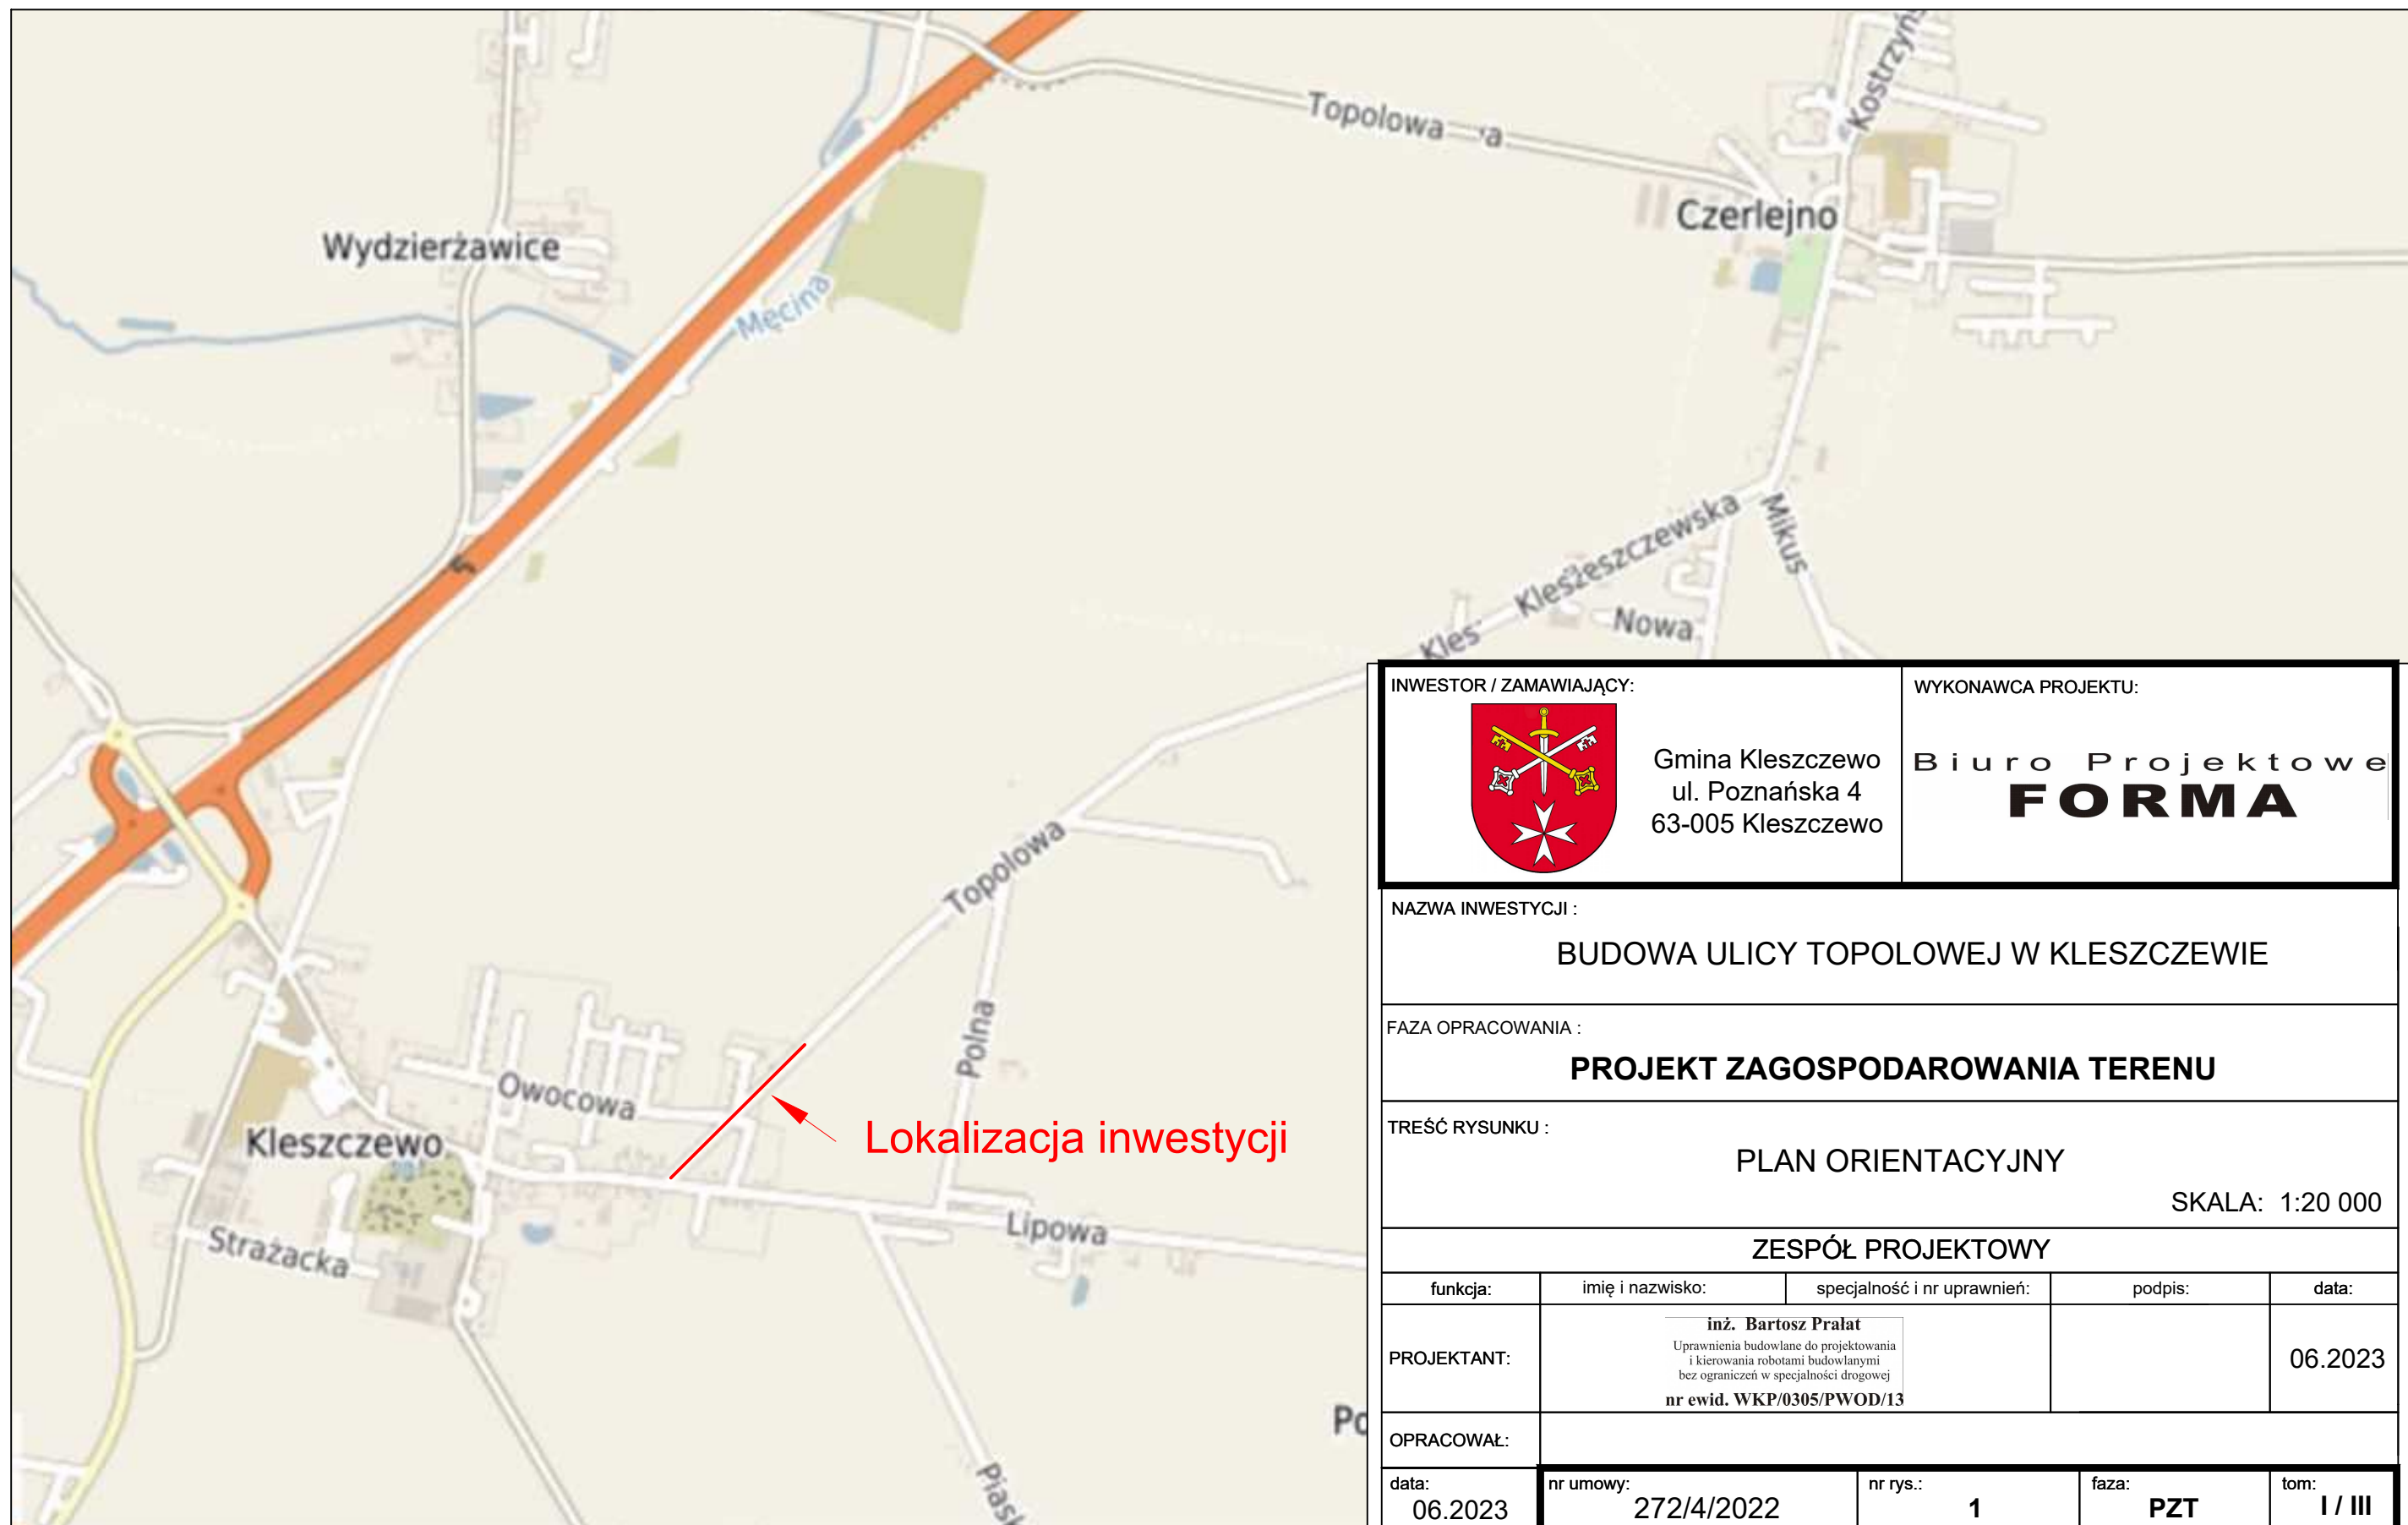 Kostrzyńs
Topolowa
Czerlejno
Wydzierżawice
Męcina
5
Kleszczewska
Mikus
Nowa
Topolowa
Polna
Owocowa
Kleszczewo
Lokalizacja inwestycji
Strażacka
Lipowa
Piask
INWESTOR / ZAMAWIAJĄCY:
Gmina Kleszczewo
ul. Poznańska 4
63-005 Kleszczewo
WYKONAWCA PROJEKTU:
Biuro Projektowe
FORMA
NAZWA INWESTYCJI :
BUDOWA ULICY TOPOLOWEJ W KLESZCZEWIE
FAZA OPRACOWANIA :
PROJEKT ZAGOSPODAROWANIA TERENU
TREŚĆ RYSUNKU :
PLAN ORIENTACYJNY
SKALA: 1:20 000
ZESPÓŁ PROJEKTOWY
funkcja: imię i nazwisko: specjalność i nr uprawnień: podpis: data:
PROJEKTANT:
inż. Bartosz Prałat
Uprawnienia budowlane do projektowania
i kierowania robotami budowlanymi
bez ograniczeń w specjalności drogowej
nr ewid. WKP/0305/PWOD/13
06.2023
OPRACOWAŁ:
data: nr umowy: nr rys.: faza: tom:
06.2023 272/4/2022 1 PZT I / III